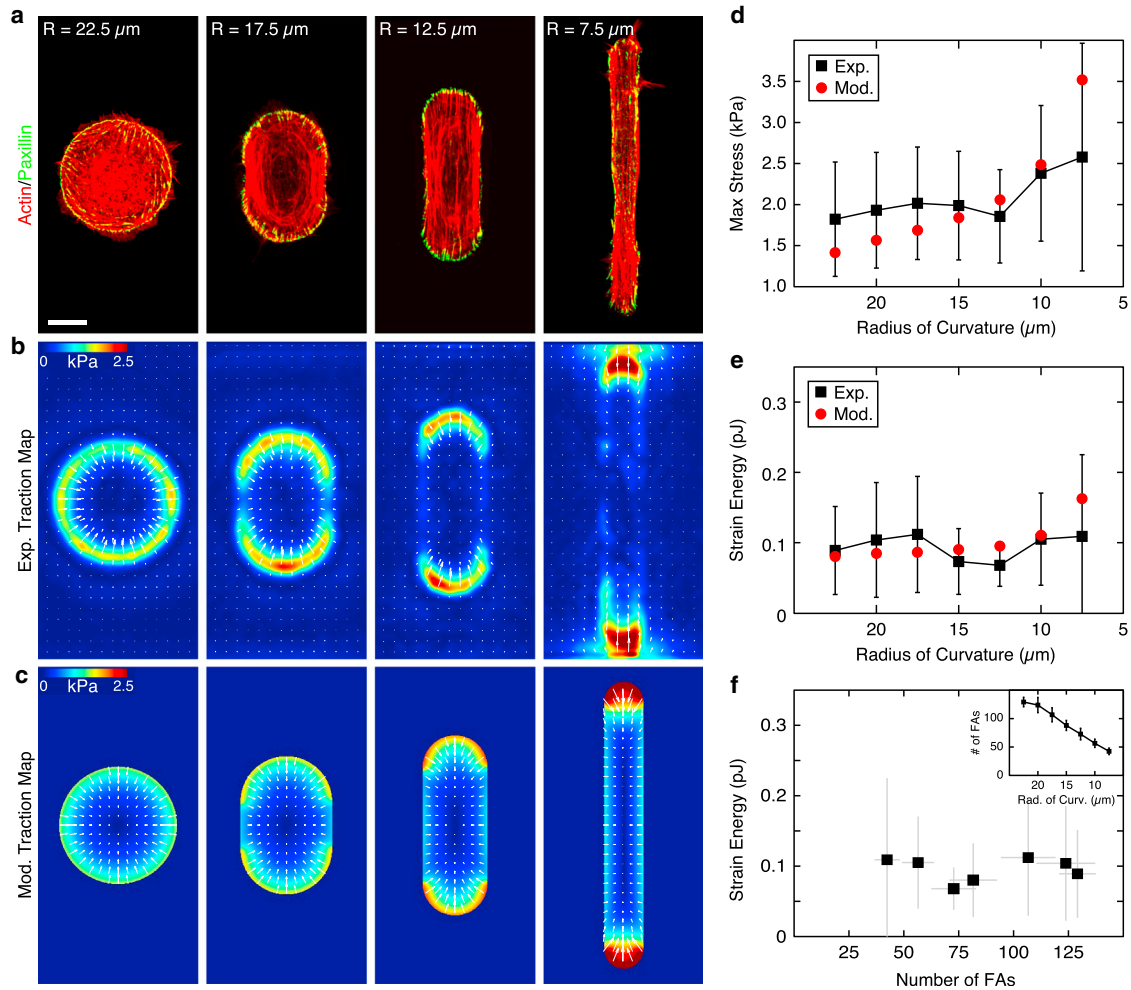 a
R = 22.5 µm
R = 17.5 µm
R = 12.5 µm
R = 7.5 µm
Actin/Paxillin
b
0 kPa 2.5
Exp. Traction Map
c
0 kPa 2.5
Mod. Traction Map
d
Exp.
Mod.
Max Stress (kPa)
3.5
3.0
2.5
2.0
1.5
1.0
20 15 10 5
Radius of Curvature (µm)
e
Exp.
Mod.
Strain Energy (pJ)
0.3
0.2
0.1
0
20 15 10 5
Radius of Curvature (µm)
f
Strain Energy (pJ)
0.3
0.2
0.1
0
25 50 75 100 125
Number of FAs
# of FAs
100
50
0
20 15 10
Rad. of Curv. (µm)